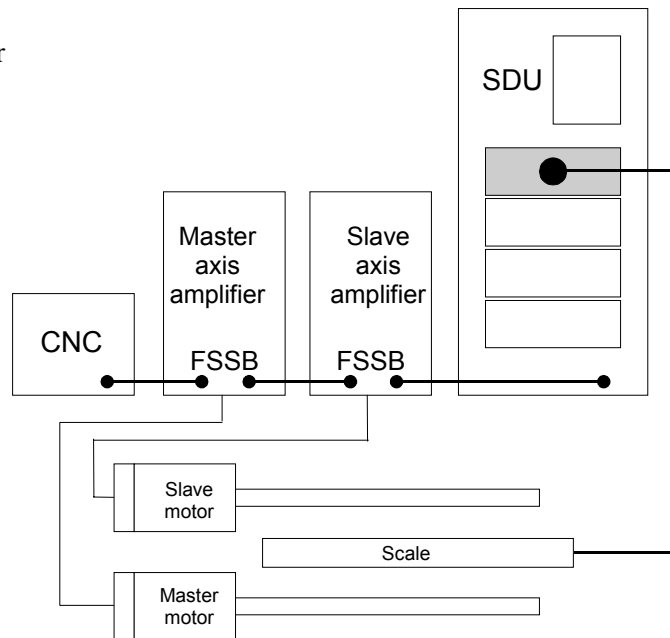 r
SDU
Master
axis
amplifier
Slave
axis
amplifier
CNC
FSSB
FSSB
Slave
motor
Scale
Master
motor